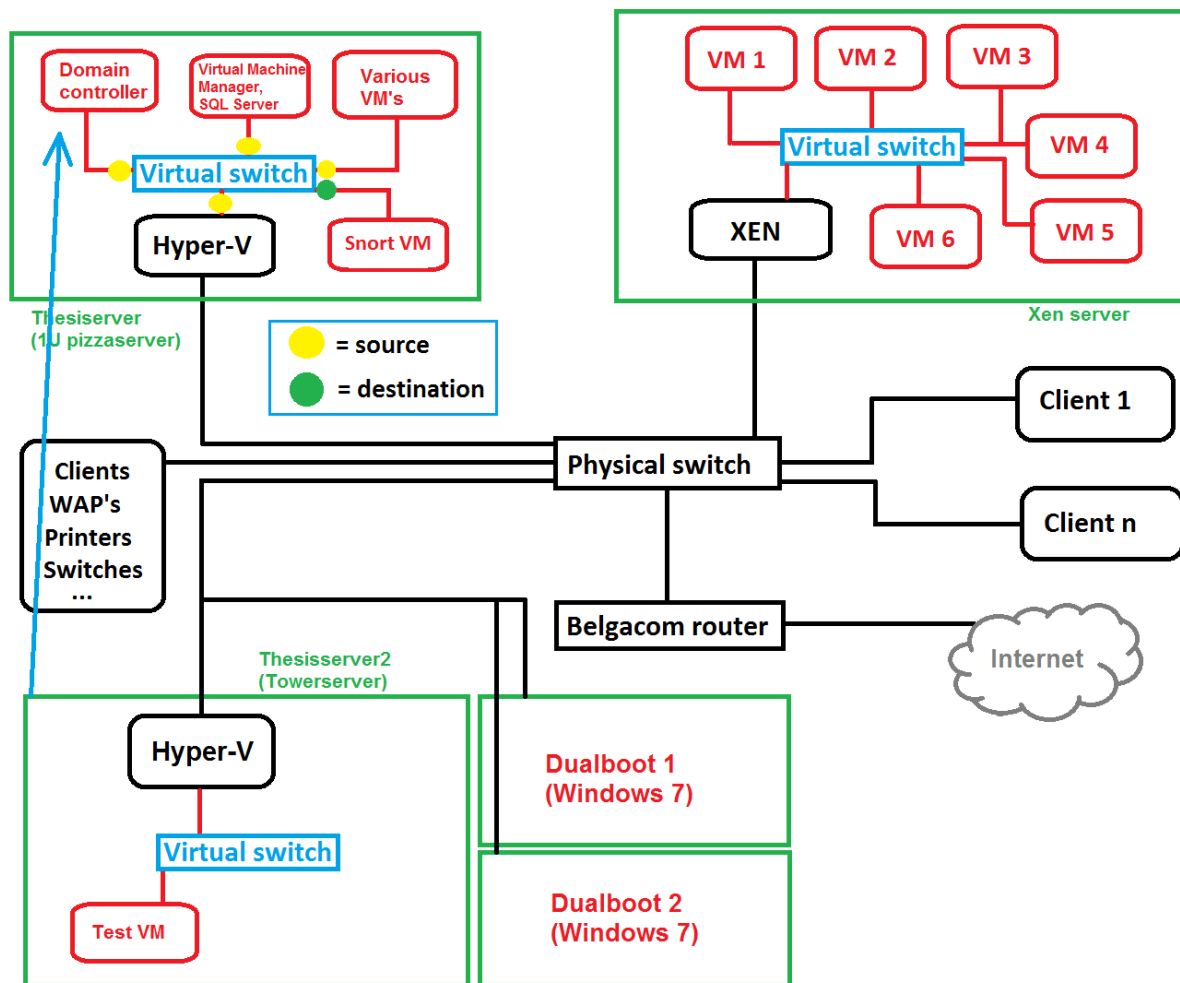 Domain
controller
Virtual Machine
Manager,
SQL Server
Various
VM's
Virtual switch
Hyper-V
Snort VM
Thesiserver
(1U pizzaserver)
VM 1
VM 2
VM 3
Virtual switch
VM 4
XEN
VM 6
VM 5
Xen server
= source
= destination
Clients
WAP's
Printers
Switches
...
Physical switch
Client 1
Client n
Belgacom router
Internet
Thesisserver2
(Towerserver)
Hyper-V
Virtual switch
Test VM
Dualboot 1
(Windows 7)
Dualboot 2
(Windows 7)